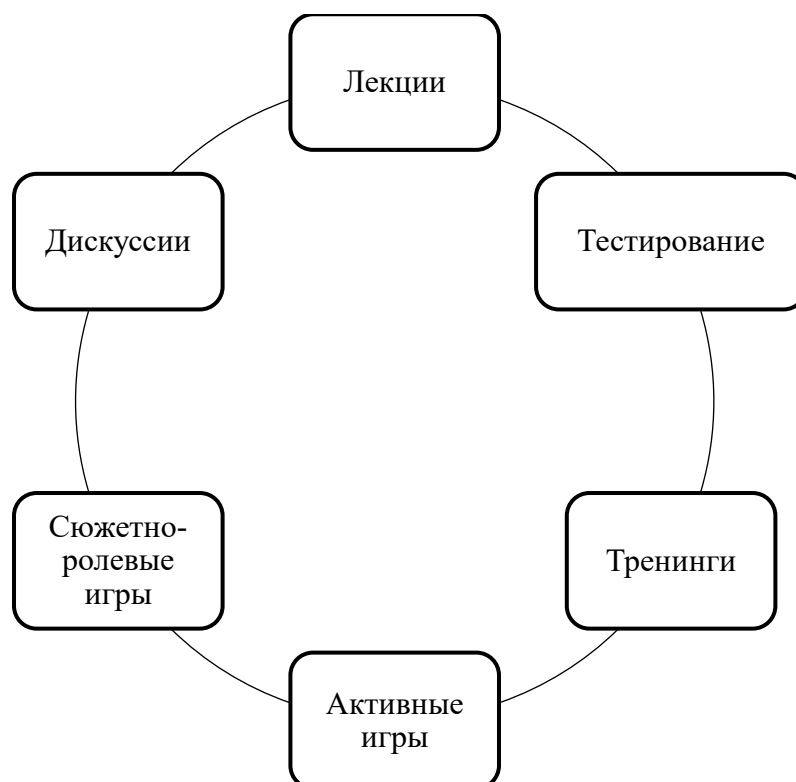 Лекции
Дискуссии
Тестирование
Сюжетно-
ролевые
игры
Тренинги
Активные
игры